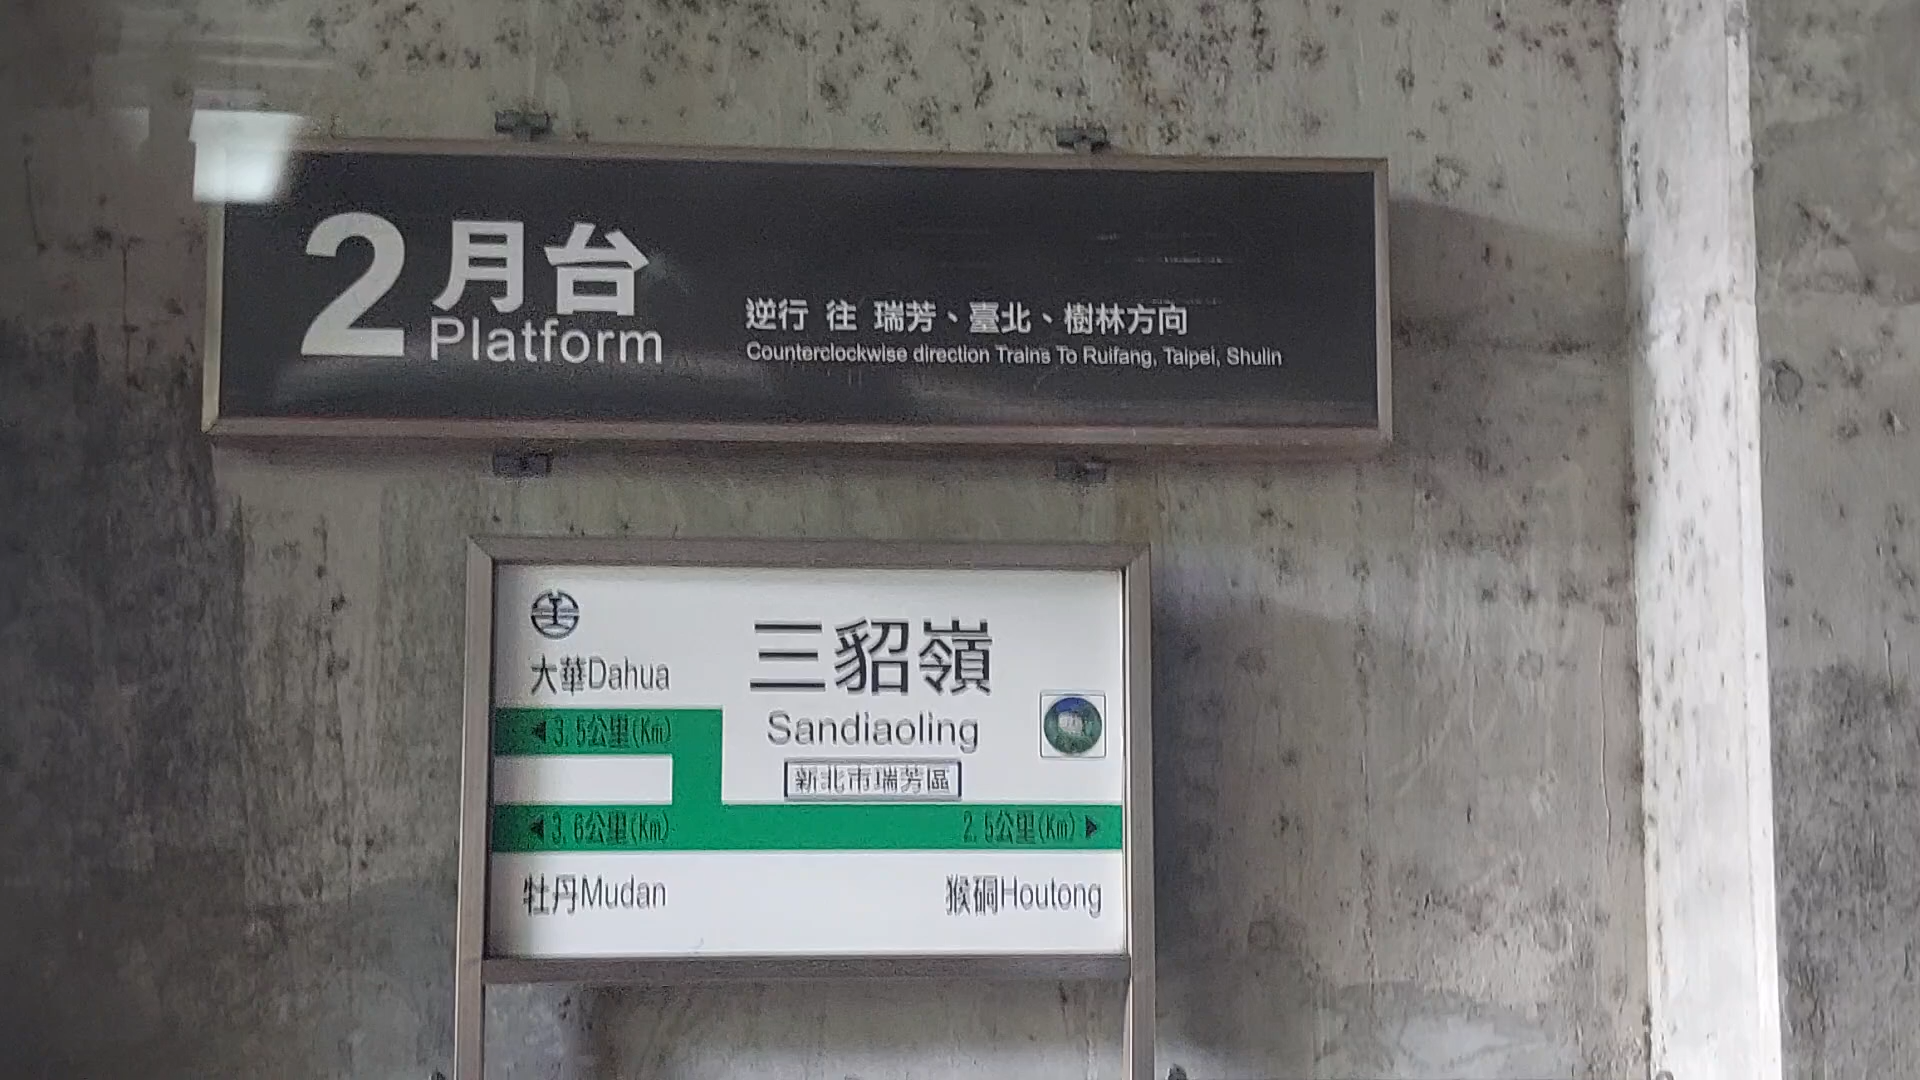 2月台
Platform
逆行 往 瑞芳、臺北、樹林方向
Counterclockwise direction Trains To Ruifang, Taipei, Shulin
三貂嶺
大華Dahua
Sandiaoling
◀3.5公里(Km)
新北市瑞芳區
◀3.6公里(Km)
2.5公里(Km)▶
牡丹Mudan
猴硐Houtong